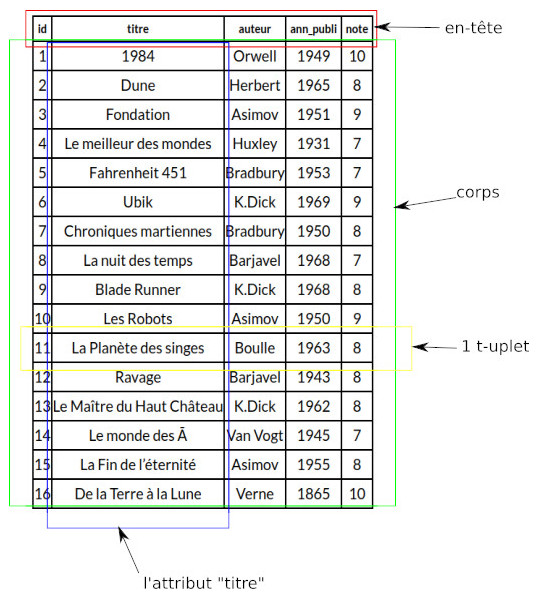 id titre auteur ann_publi note
en-tête
1 1984 Orwell 1949 10
2 Dune Herbert 1965 8
3 Fondation Asimov 1951 9
4 Le meilleur des mondes Huxley 1931 7
5 Fahrenheit 451 Bradbury 1953 7
6 Ubik K.Dick 1969 9
corps
7 Chroniques martiennes Bradbury 1950 8
8 La nuit des temps Barjavel 1968 7
9 Blade Runner K.Dick 1968 8
10 Les Robots Asimov 1950 9
11 La Planète des singes Boulle 1963 8
1 t-uplet
12 Ravage Barjavel 1943 8
13 Le Maître du Haut Château K.Dick 1962 8
14 Le monde des Ā Van Vogt 1945 7
15 La Fin de l’éternité Asimov 1955 8
16 De la Terre à la Lune Verne 1865 10
l'attribut "titre"